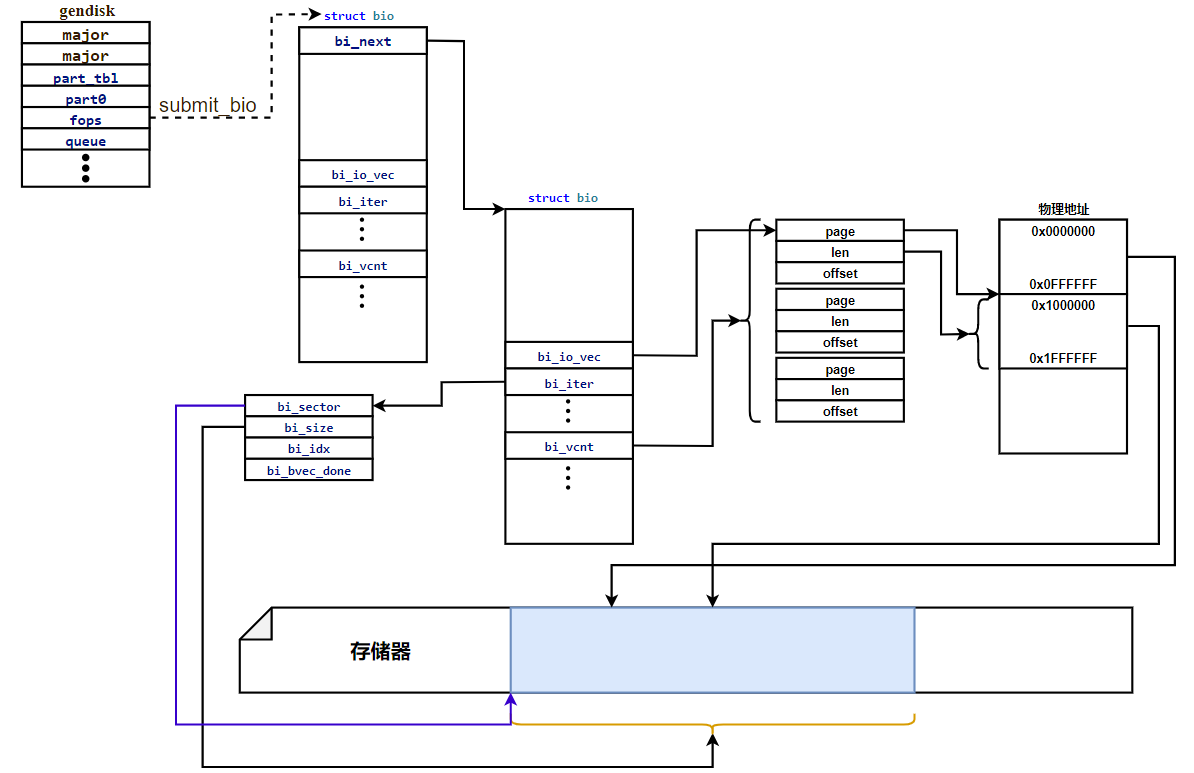 gendisk
major
major
part_tbl
part0
fops
queue
submit_bio
struct bio
bi_next
bi_io_vec
bi_iter
bi_vcnt
struct bio
bi_io_vec
bi_iter
bi_vcnt
bi_sector
bi_size
bi_idx
bi_bvec_done
page
len
offset
page
len
offset
page
len
offset
物理地址
0x0000000
0x0FFFFFF
0x1000000
0x1FFFFFF
存储器